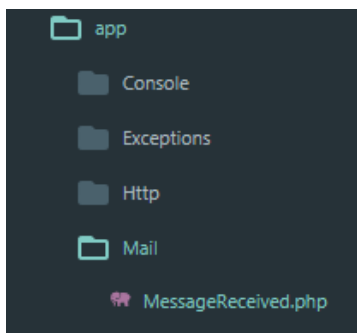 app
Console
Exceptions
Http
Mail
MessageReceived.php